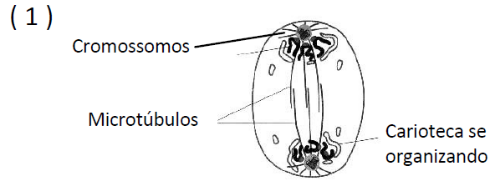 ( 1 )
Cromossomos
Microtúbulos
Carioteca se
organizando